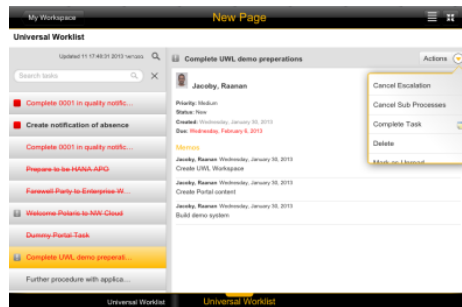 My Workspace
New Page
Universal Worklist
Updated 11 17:49:31 2013
Search tasks
Complete 0001 in quality notific...
Create notification of absence
Complete 0001 in quality notific...
Prepare to be HANA APO
Farewell Party to Enterprise W...
Welcome Polaris to NW Cloud
Dummy Portal Task
Complete UWL demo preperati...
Further procedure with applica...
Complete UWL demo preperations
Actions
Jacoby, Raanan
Priority: Medium
Status: New
Created: Wednesday, January 30, 2013
Due: Wednesday, February 6, 2013
Memos
Jacoby, Raanan Wednesday, January 30, 2013
Create UWL Workspace
Jacoby, Raanan Wednesday, January 30, 2013
Create Portal content
Jacoby, Raanan Wednesday, January 30, 2013
Build demo system
Cancel Escalation
Cancel Sub Processes
Complete Task
Delete
Mark as Unread
Universal Worklist
Universal Worklist